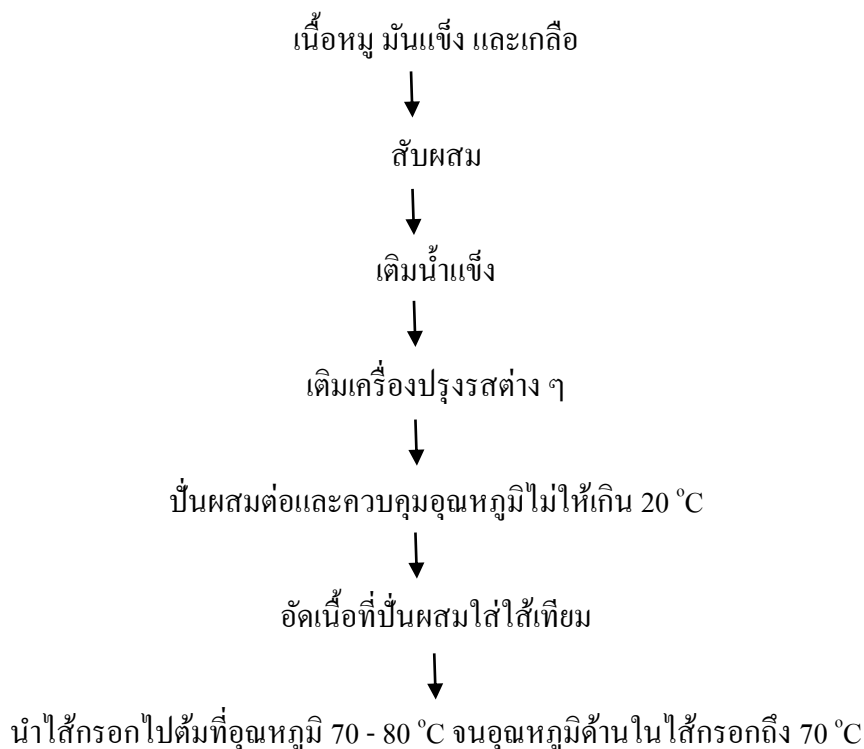 เนื้อหมู มันแข็ง และเกลือ
สับผสม
เติมน้ำแข็ง
เติมเครื่องปรุงรสต่าง ๆ
ปั่นผสมต่อและควบคุมอุณหภูมิไม่ให้เกิน 20 °C
อัดเนื้อที่ปั่นผสมใส่ใส้เทียม
นำไส้กรอกไปต้มที่อุณหภูมิ 70 - 80 °C จนอุณหภูมิด้านในไส้กรอกถึง 70 °C